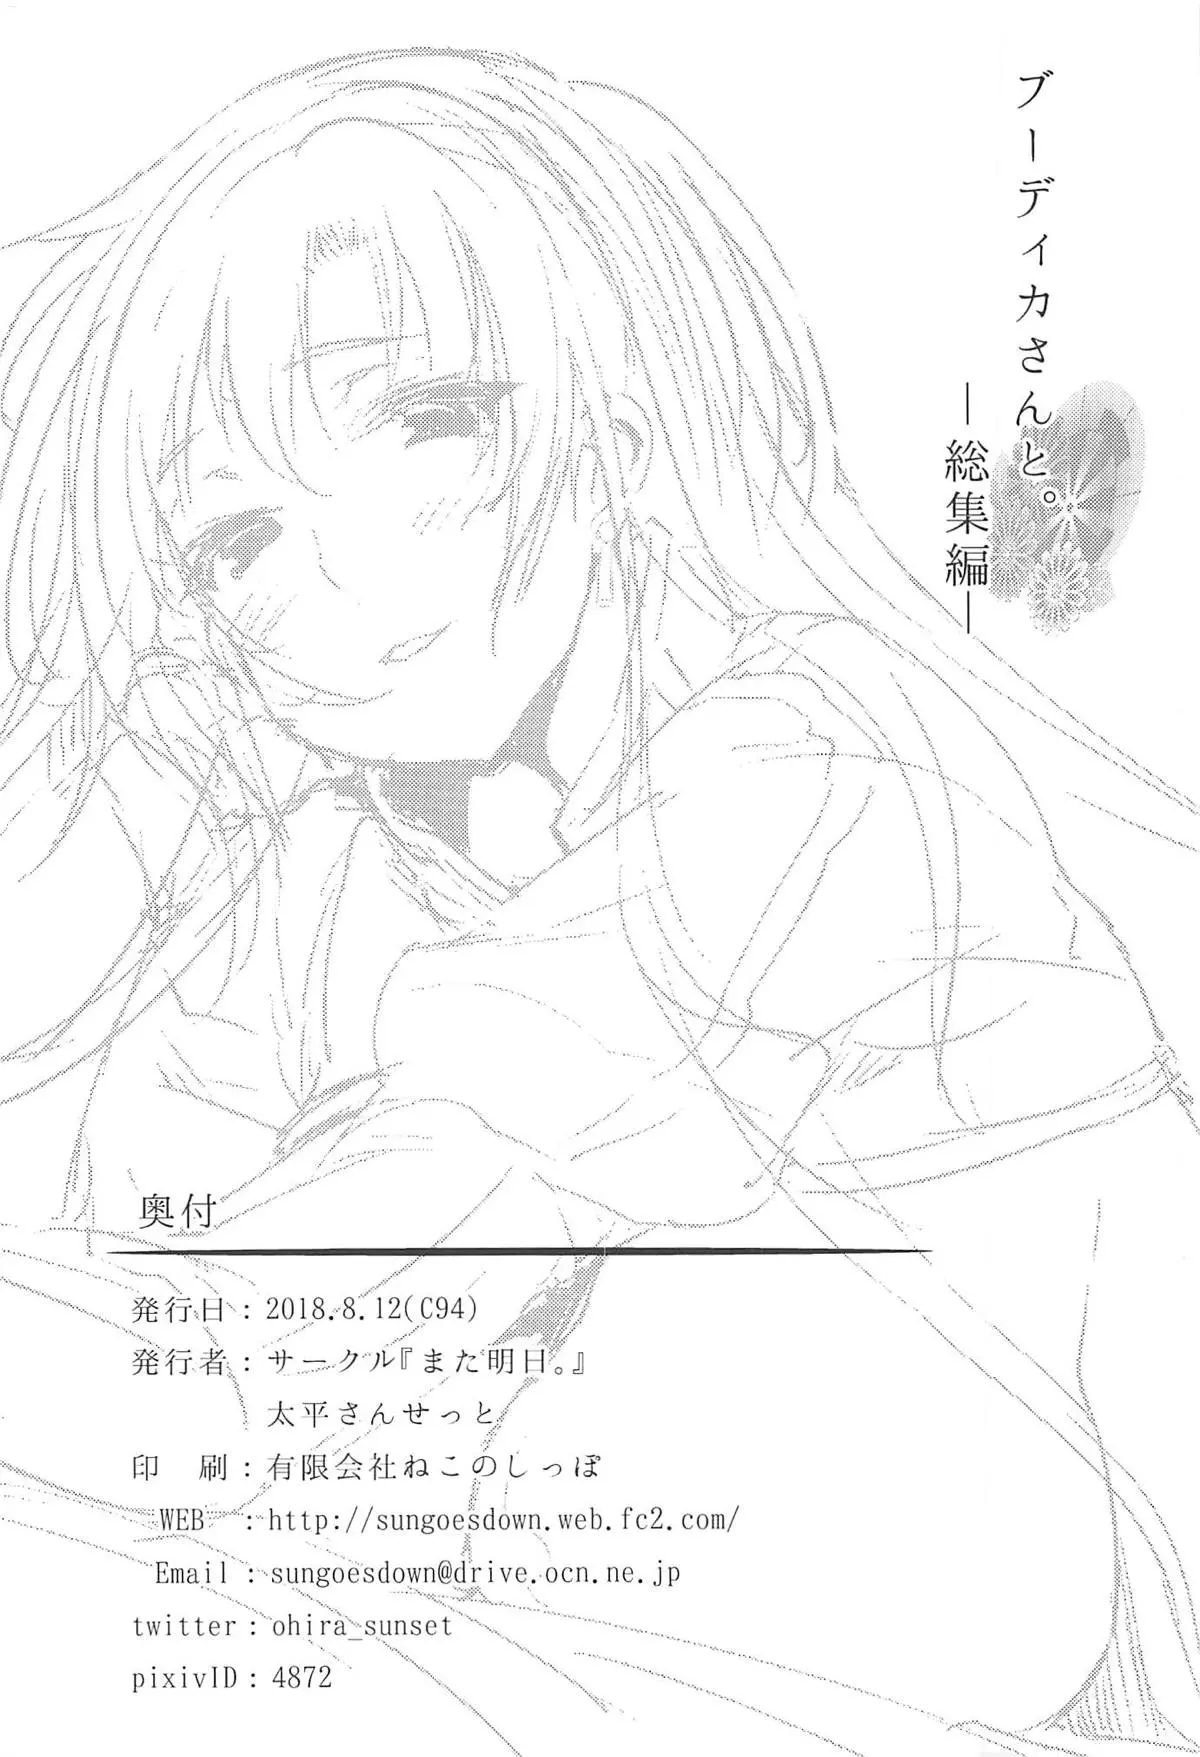 ブーディカさんと。
―総集編―
奥付
発行日：2018.8.12(C94)
発行者：サークル『また明日。』
太平さんせっと
印　刷：有限会社ねこのしっぽ
WEB　：http://sungoesdown.web.fc2.com/
Email：sungoesdown@drive.ocn.ne.jp
twitter：ohira_sunset
pixivID：4872